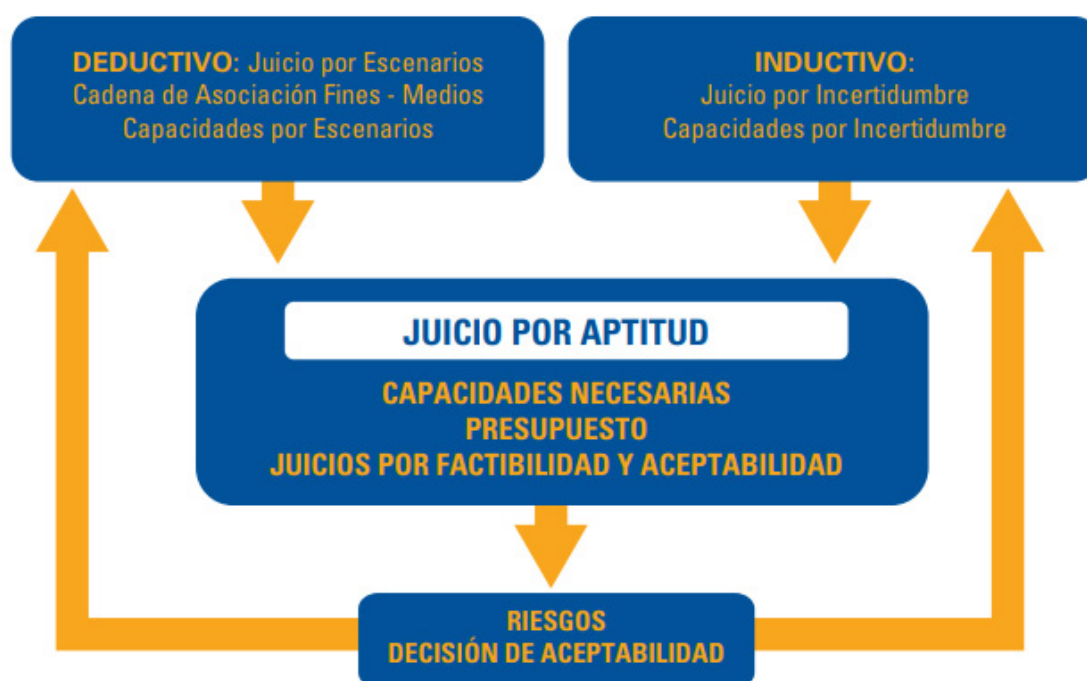 DEDUCTIVO: Juicio por Escenarios
Cadena de Asociación Fines - Medios
Capacidades por Escenarios
INDUCTIVO:
Juicio por Incertidumbre
Capacidades por Incertidumbre
JUICIO POR APTITUD
CAPACIDADES NECESARIAS
PRESUPUESTO
JUICIOS POR FACTIBILIDAD Y ACEPTABILIDAD
RIESGOS
DECISIÓN DE ACEPTABILIDAD